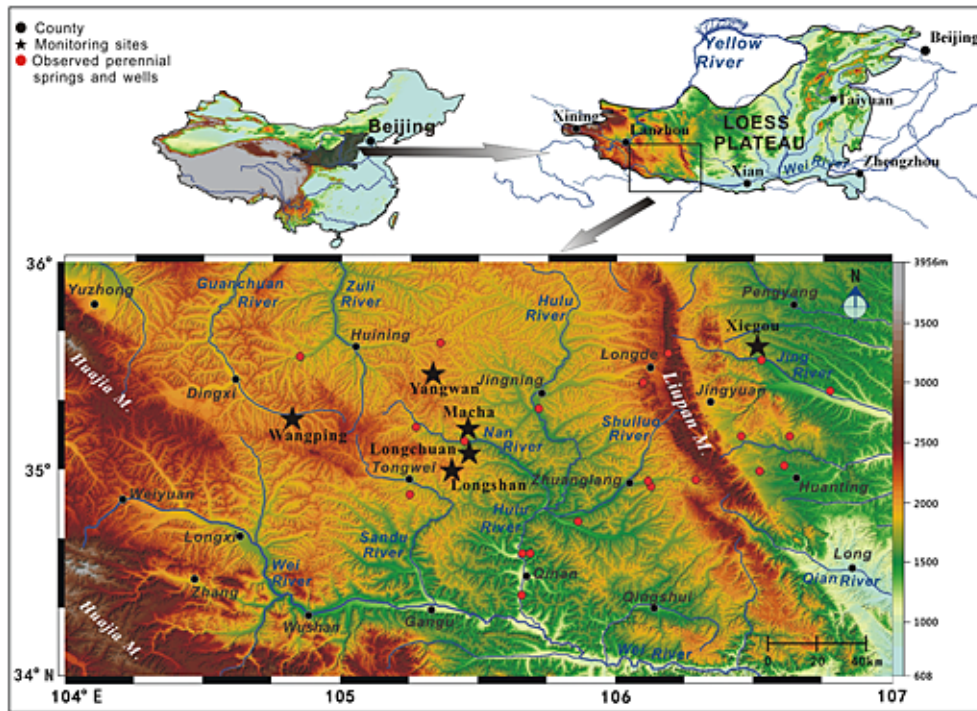 County
Monitoring sites
Observed perennial
springs and wells
Beijing
Yellow
River
Beijing
Taiyuan
Xining
Lanzhou
LOESS
PLATEAU
Wei River
Zhengzhou
Xian
36°
35°
34° N
104° E
105
106
107
N
3956m
3500
3000
2500
2000
1500
1000
608
Yuzhong
Guanchuan
River
Zuli
River
Hulu
River
Pengyang
Xiegou
Huining
Longde
Jing
River
Huajia M.
Dingxi
Yangwan
Jingning
Liupan M.
Jingyuan
Macha
Wangping
Nan
River
Shuiluo
River
Longchuan
Tongwei
Longshan
Zhuanglang
Huanting
Weiyuan
Hulu
River
Longxi
Sandu
River
Long
Qian River
Wei
River
Qinan
Zhang
Huajia M.
Wushan
Gangu
Qingshui
Wei River
0 20 40km